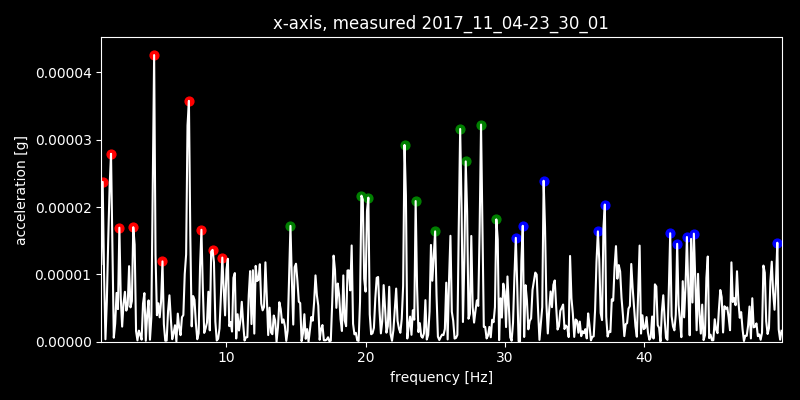 x-axis, measured 2017_11_04-23_30_01
0.00004
0.00003
0.00002
0.00001
0.00000
acceleration [g]
10 20 30 40
frequency [Hz]